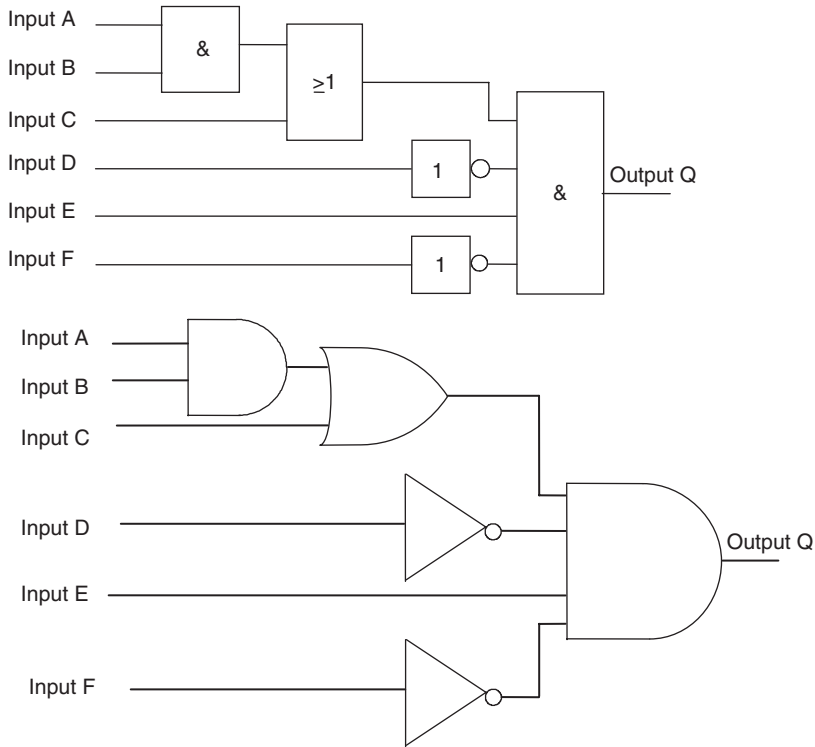 Input A
&
Input B
≥1
Input C
Input D
1
Output Q
&
Input E
Input F
1
Input A
Input B
Input C
Input D
Output Q
Input E
Input F